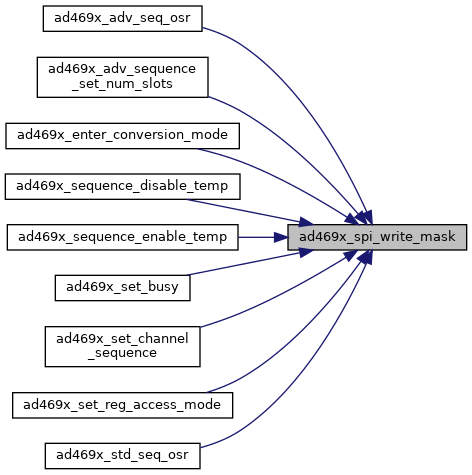 ad469x_adv_seq_osr
ad469x_adv_sequence
_set_num_slots
ad469x_enter_conversion_mode
ad469x_sequence_disable_temp
ad469x_sequence_enable_temp
ad469x_spi_write_mask
ad469x_set_busy
ad469x_set_channel
_sequence
ad469x_set_reg_access_mode
ad469x_std_seq_osr